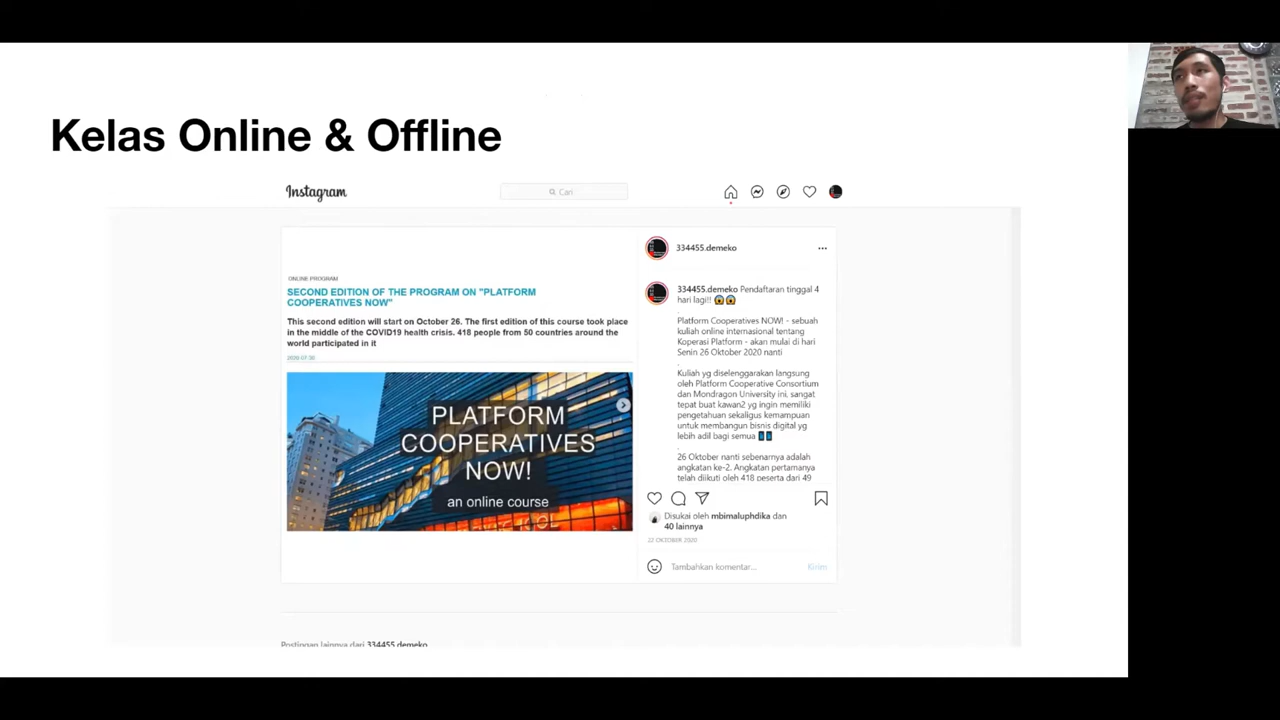 Kelas Online & Offline
Instagram
Cari
ONLINE PROGRAM
SECOND EDITION OF THE PROGRAM ON "PLATFORM
COOPERATIVES NOW"
This second edition will start on October 26. The first edition of this course took place
in the middle of the COVID19 health crisis. 418 people from 50 countries around the
world participated in it
2020-07-30
PLATFORM
COOPERATIVES
NOW!
an online course
334455.demeko
334455.demeko Pendaftaran tinggal 4
hari lagi!! 😱😱
Platform Cooperatives NOW! - sebuah
kuliah online internasional tentang
Koperasi Platform - akan mulai di hari
Senin 26 Oktober 2020 nanti
.
Kuliah yg diselenggarakan langsung
oleh Platform Cooperative Consortium
dan Mondragon University ini, sangat
tepat buat kawan2 yg ingin memiliki
pengetahuan sekaligus kemampuan
untuk membangun bisnis digital yg
lebih adil bagi semua
.
26 Oktober nanti sebenarnya adalah
angkatan ke-2. Angkatan pertamanya
telah diikuti oleh 418 peserta dari 49
Disukai oleh mbimaluphdika dan
40 lainnya
22 OKTOBER 2020
Tambahkan komentar...
Kirim
Postingan lainnya dari 334455.demeko